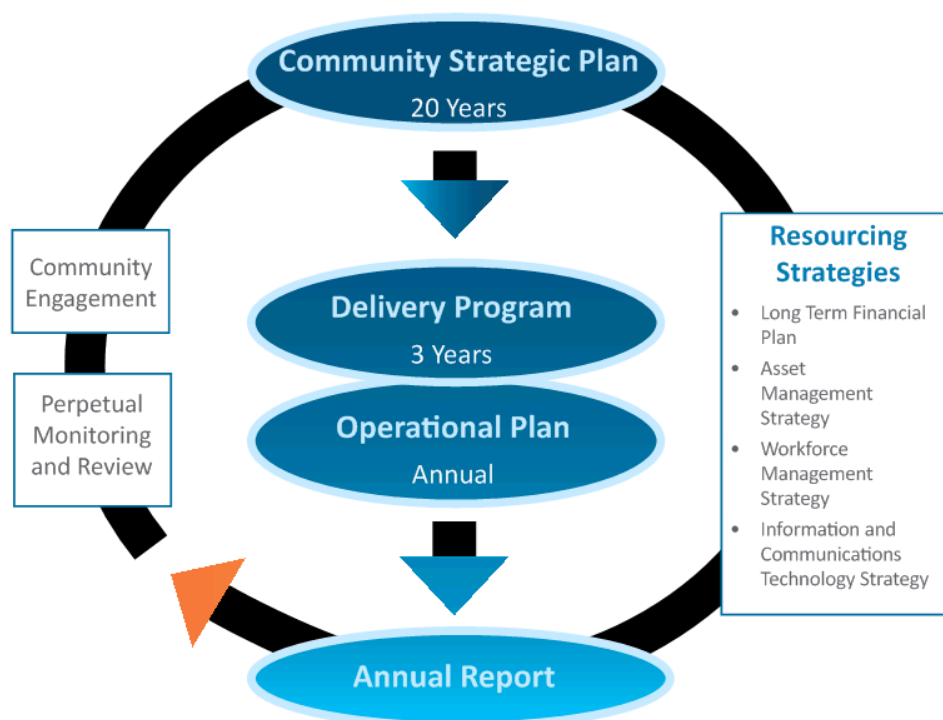 Community Strategic Plan
20 Years
Community
Engagement
Perpetual
Monitoring
and Review
Delivery Program
3 Years
Operational Plan
Annual
Resourcing
Strategies
• Long Term Financial
Plan
• Asset
Management
Strategy
• Workforce
Management
Strategy
• Information and
Communications
Technology Strategy
Annual Report